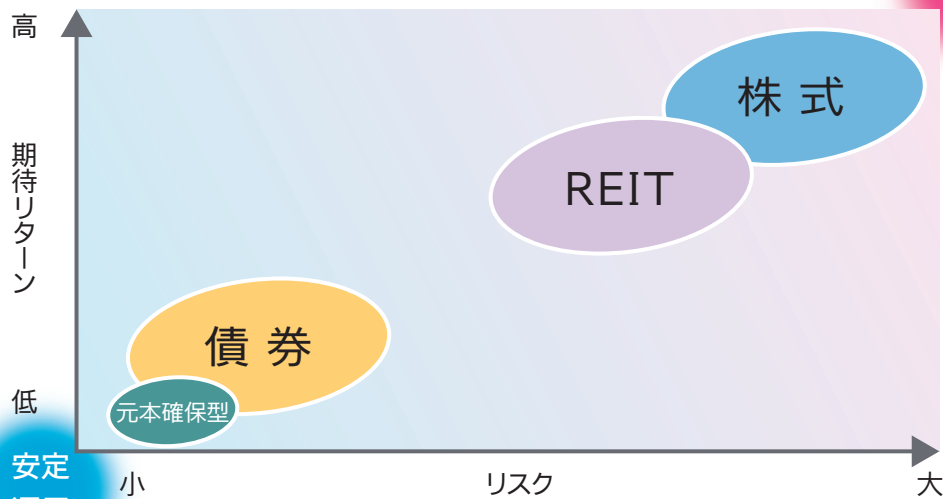 高
株 式
REIT
期待リターン
債 券
低
元本確保型
安定
小
リスク
大